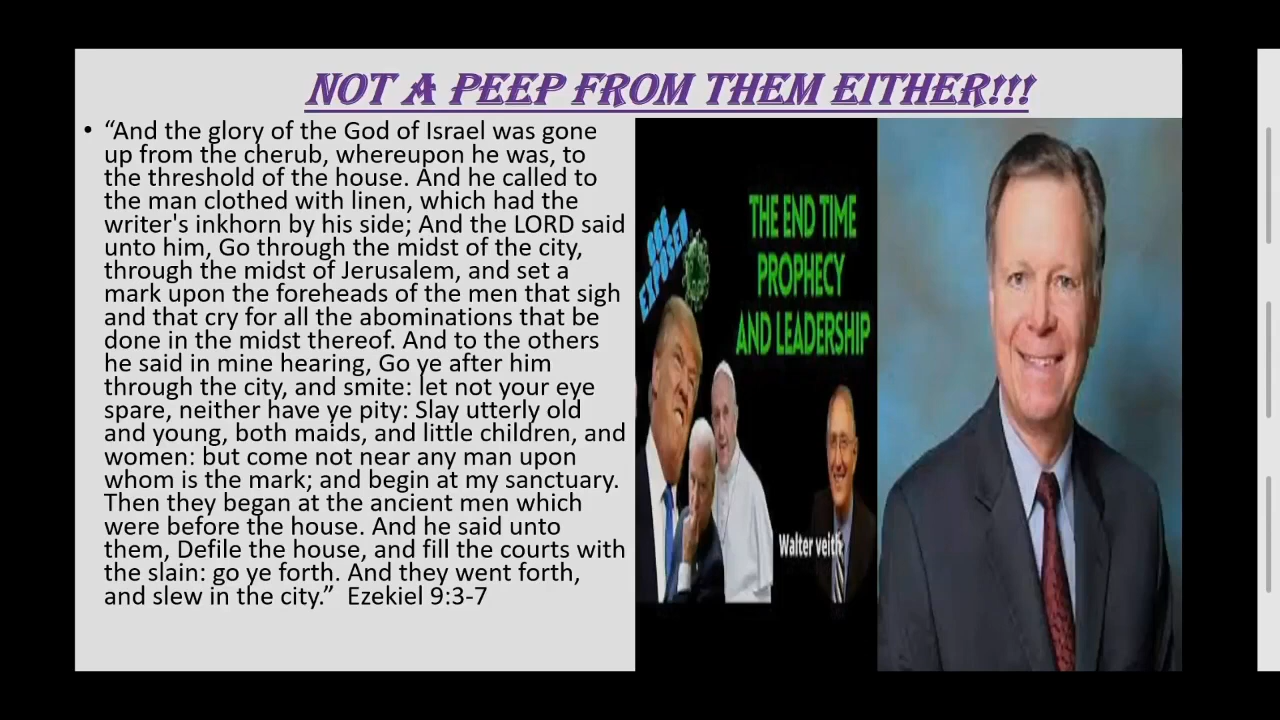 NOT A PEEP FROM THEM EITHER!!!
• “And the glory of the God of Israel was gone
up from the cherub, whereupon he was, to
the threshold of the house. And he called to
the man clothed with linen, which had the
writer's inkhorn by his side; And the LORD said
unto him, Go through the midst of the city,
through the midst of Jerusalem, and set a
mark upon the foreheads of the men that sigh
and that cry for all the abominations that be
done in the midst thereof. And to the others
he said in mine hearing, Go ye after him
through the city, and smite: let not your eye
spare, neither have ye pity: Slay utterly old
and young, both maids, and little children, and
women: but come not near any man upon
whom is the mark; and begin at my sanctuary.
Then they began at the ancient men which
were before the house. And he said unto
them, Defile the house, and fill the courts with
the slain: go ye forth. And they went forth,
and slew in the city.”  Ezekiel 9:3-7
666
EXPOSED
THE END TIME
PROPHECY
AND LEADERSHIP
Walter veith